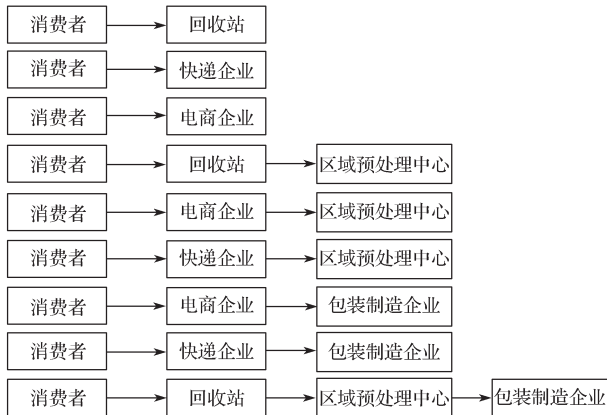 消费者 回收站
消费者 快递企业
消费者 电商企业
消费者 回收站 区域预处理中心
消费者 电商企业 区域预处理中心
消费者 快递企业 区域预处理中心
消费者 电商企业 包装制造企业
消费者 快递企业 包装制造企业
消费者 回收站 区域预处理中心 包装制造企业